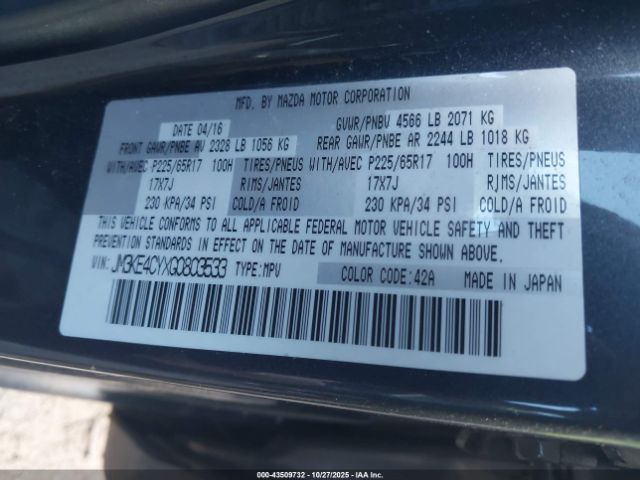 MFD. BY MAZDA MOTOR CORPORATION
DATE 04/16 GVWR/PNBV 4566 LB 2071 KG
FRONT GAWR/PNBE AV 2328 LB 1056 KG REAR GAWR/PNBE AR 2244 LB 1018 KG
WITH/AVEC P225/65R17 100H TIRES/PNEUS WITH/AVEC P225/65R17 100H TIRES/PNEUS
17X7J RIMS/JANTES 17X7J RIMS/JANTES
230 KPA/34 PSI COLD/A FROID 230 KPA/34 PSI COLD/A FROID
THIS VEHICLE CONFORMS TO ALL APPLICABLE FEDERAL MOTOR VEHICLE SAFETY AND THEFT
PREVENTION STANDARDS IN EFFECT ON THE DATE OF MANUFACTURE SHOWN ABOVE.
VIN: JM3KE4CYXG0803533 TYPE:MPV COLOR CODE:42A MADE IN JAPAN
000-43509732 - 10/27/2025 - www.iaai.com - Copyright IAA, LLC